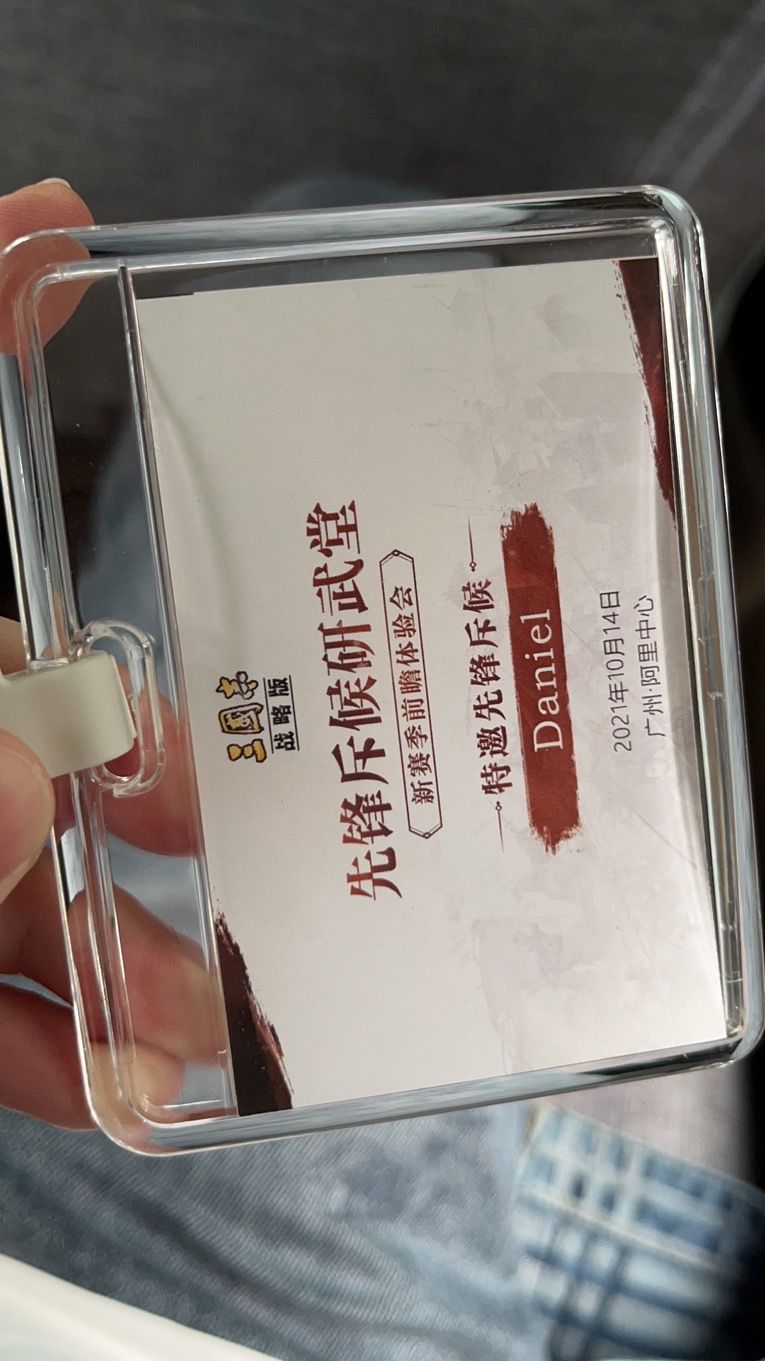 三國志
战略版
先锋斥候研武堂
新赛季前瞻体验会
特邀先锋斥候
Daniel
2021年10月14日
广州·阿里中心